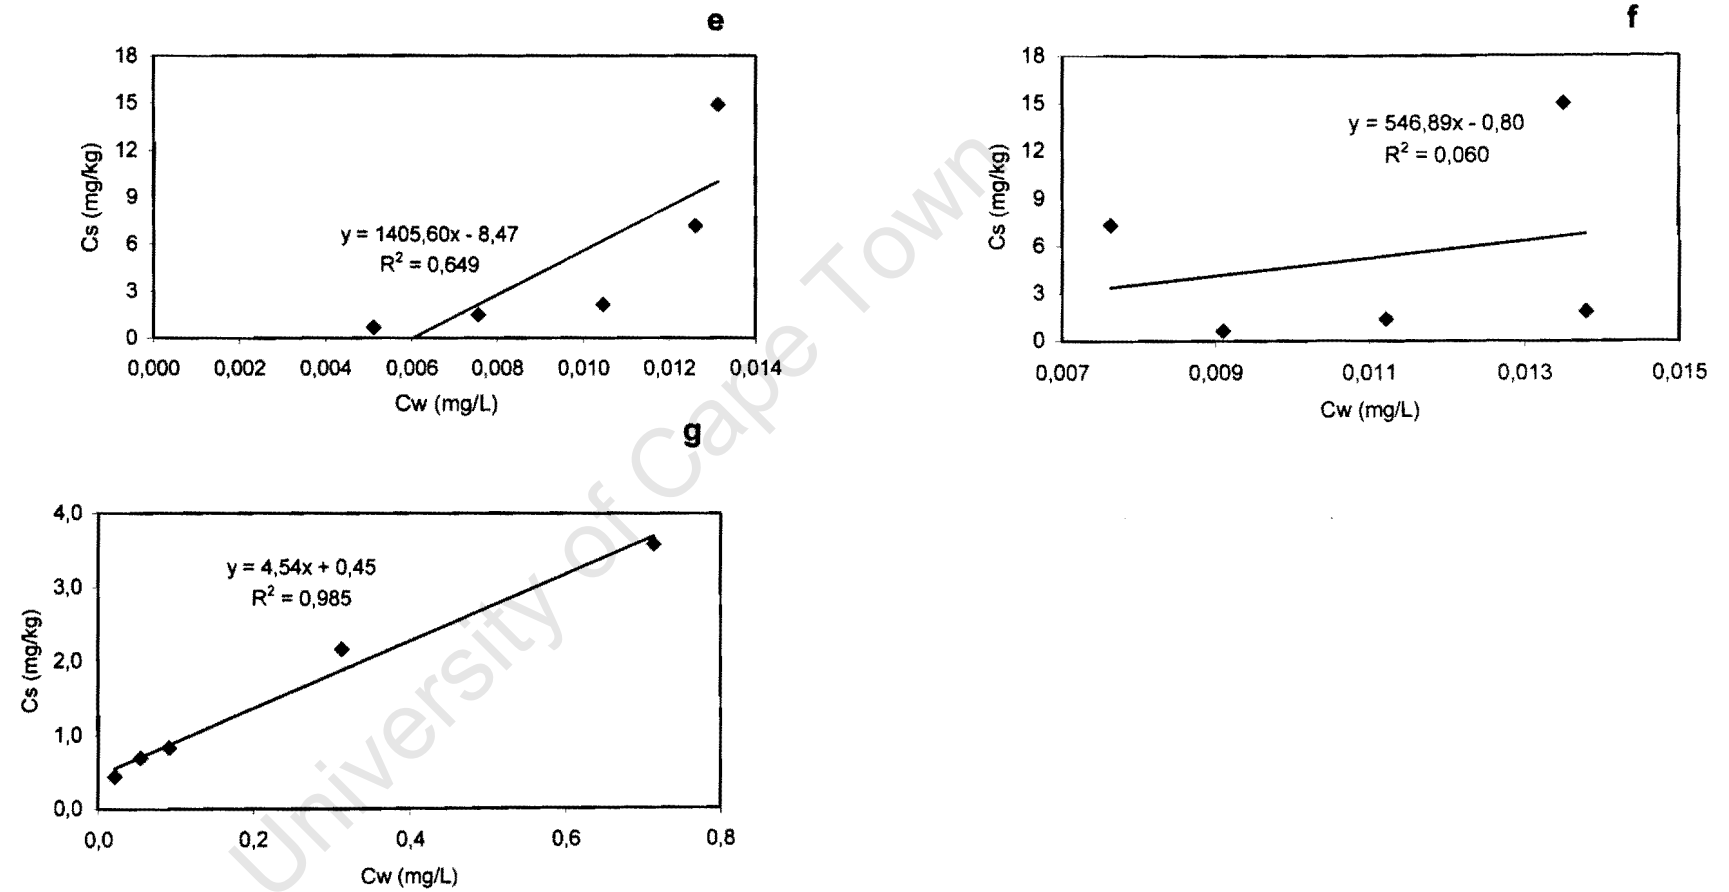 e
18
15
12
9
6
3
0
Cs (mg/kg)
y = 1405,60x - 8,47
R² = 0,649
0,000 0,002 0,004 0,006 0,008 0,010 0,012 0,014
Cw (mg/L)
f
18
15
12
9
6
3
0
Cs (mg/kg)
y = 546,89x - 0,80
R² = 0,060
0,007 0,009 0,011 0,013 0,015
Cw (mg/L)
g
4,0
3,0
2,0
1,0
0,0
Cs (mg/kg)
y = 4,54x + 0,45
R² = 0,985
0,0 0,2 0,4 0,6 0,8
Cw (mg/L)
University of Cape Town